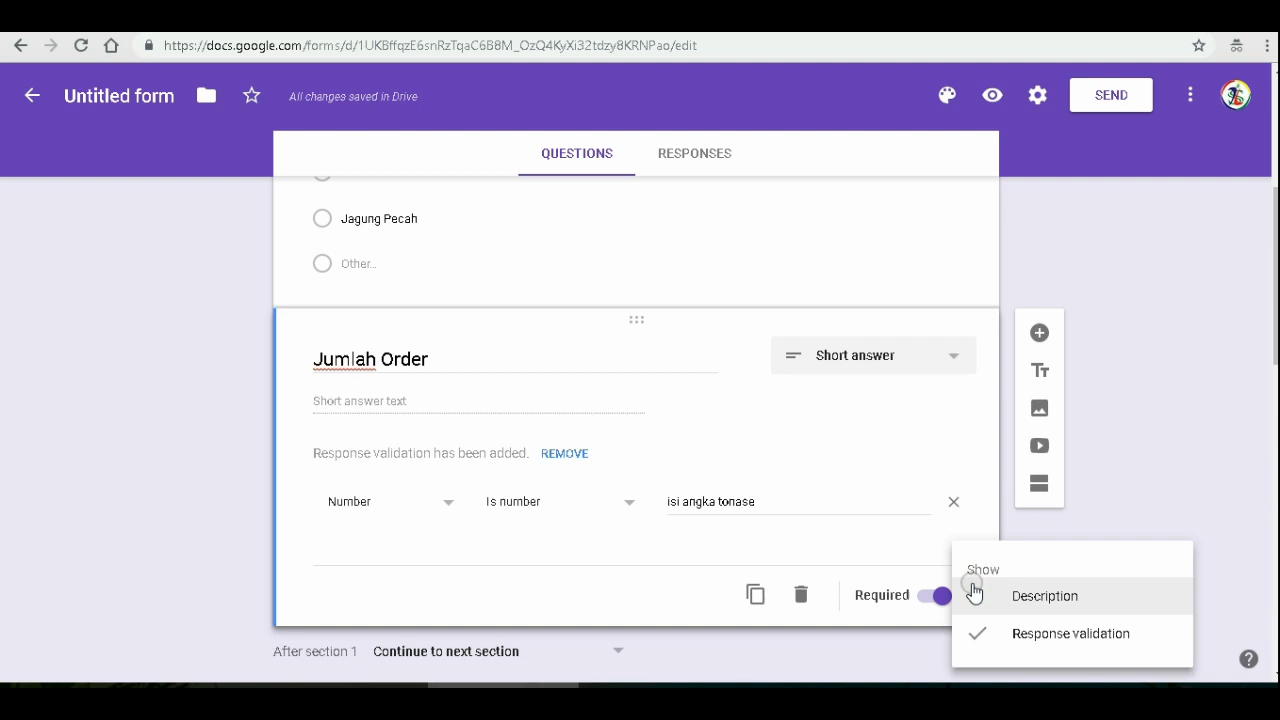 https://docs.google.com/forms/d/1UKBffqzE6snRzTqaC6B8M_OzQ4KyXi32tdzy8KRNPao/edit
Untitled form
All changes saved in Drive
SEND
QUESTIONS
RESPONSES
Jagung Pecah
Other...
Jumlah Order
Short answer
Short answer text
Response validation has been added. REMOVE
Number
Is number
isi angka tonase
Required
Show
Description
Response validation
After section 1 Continue to next section